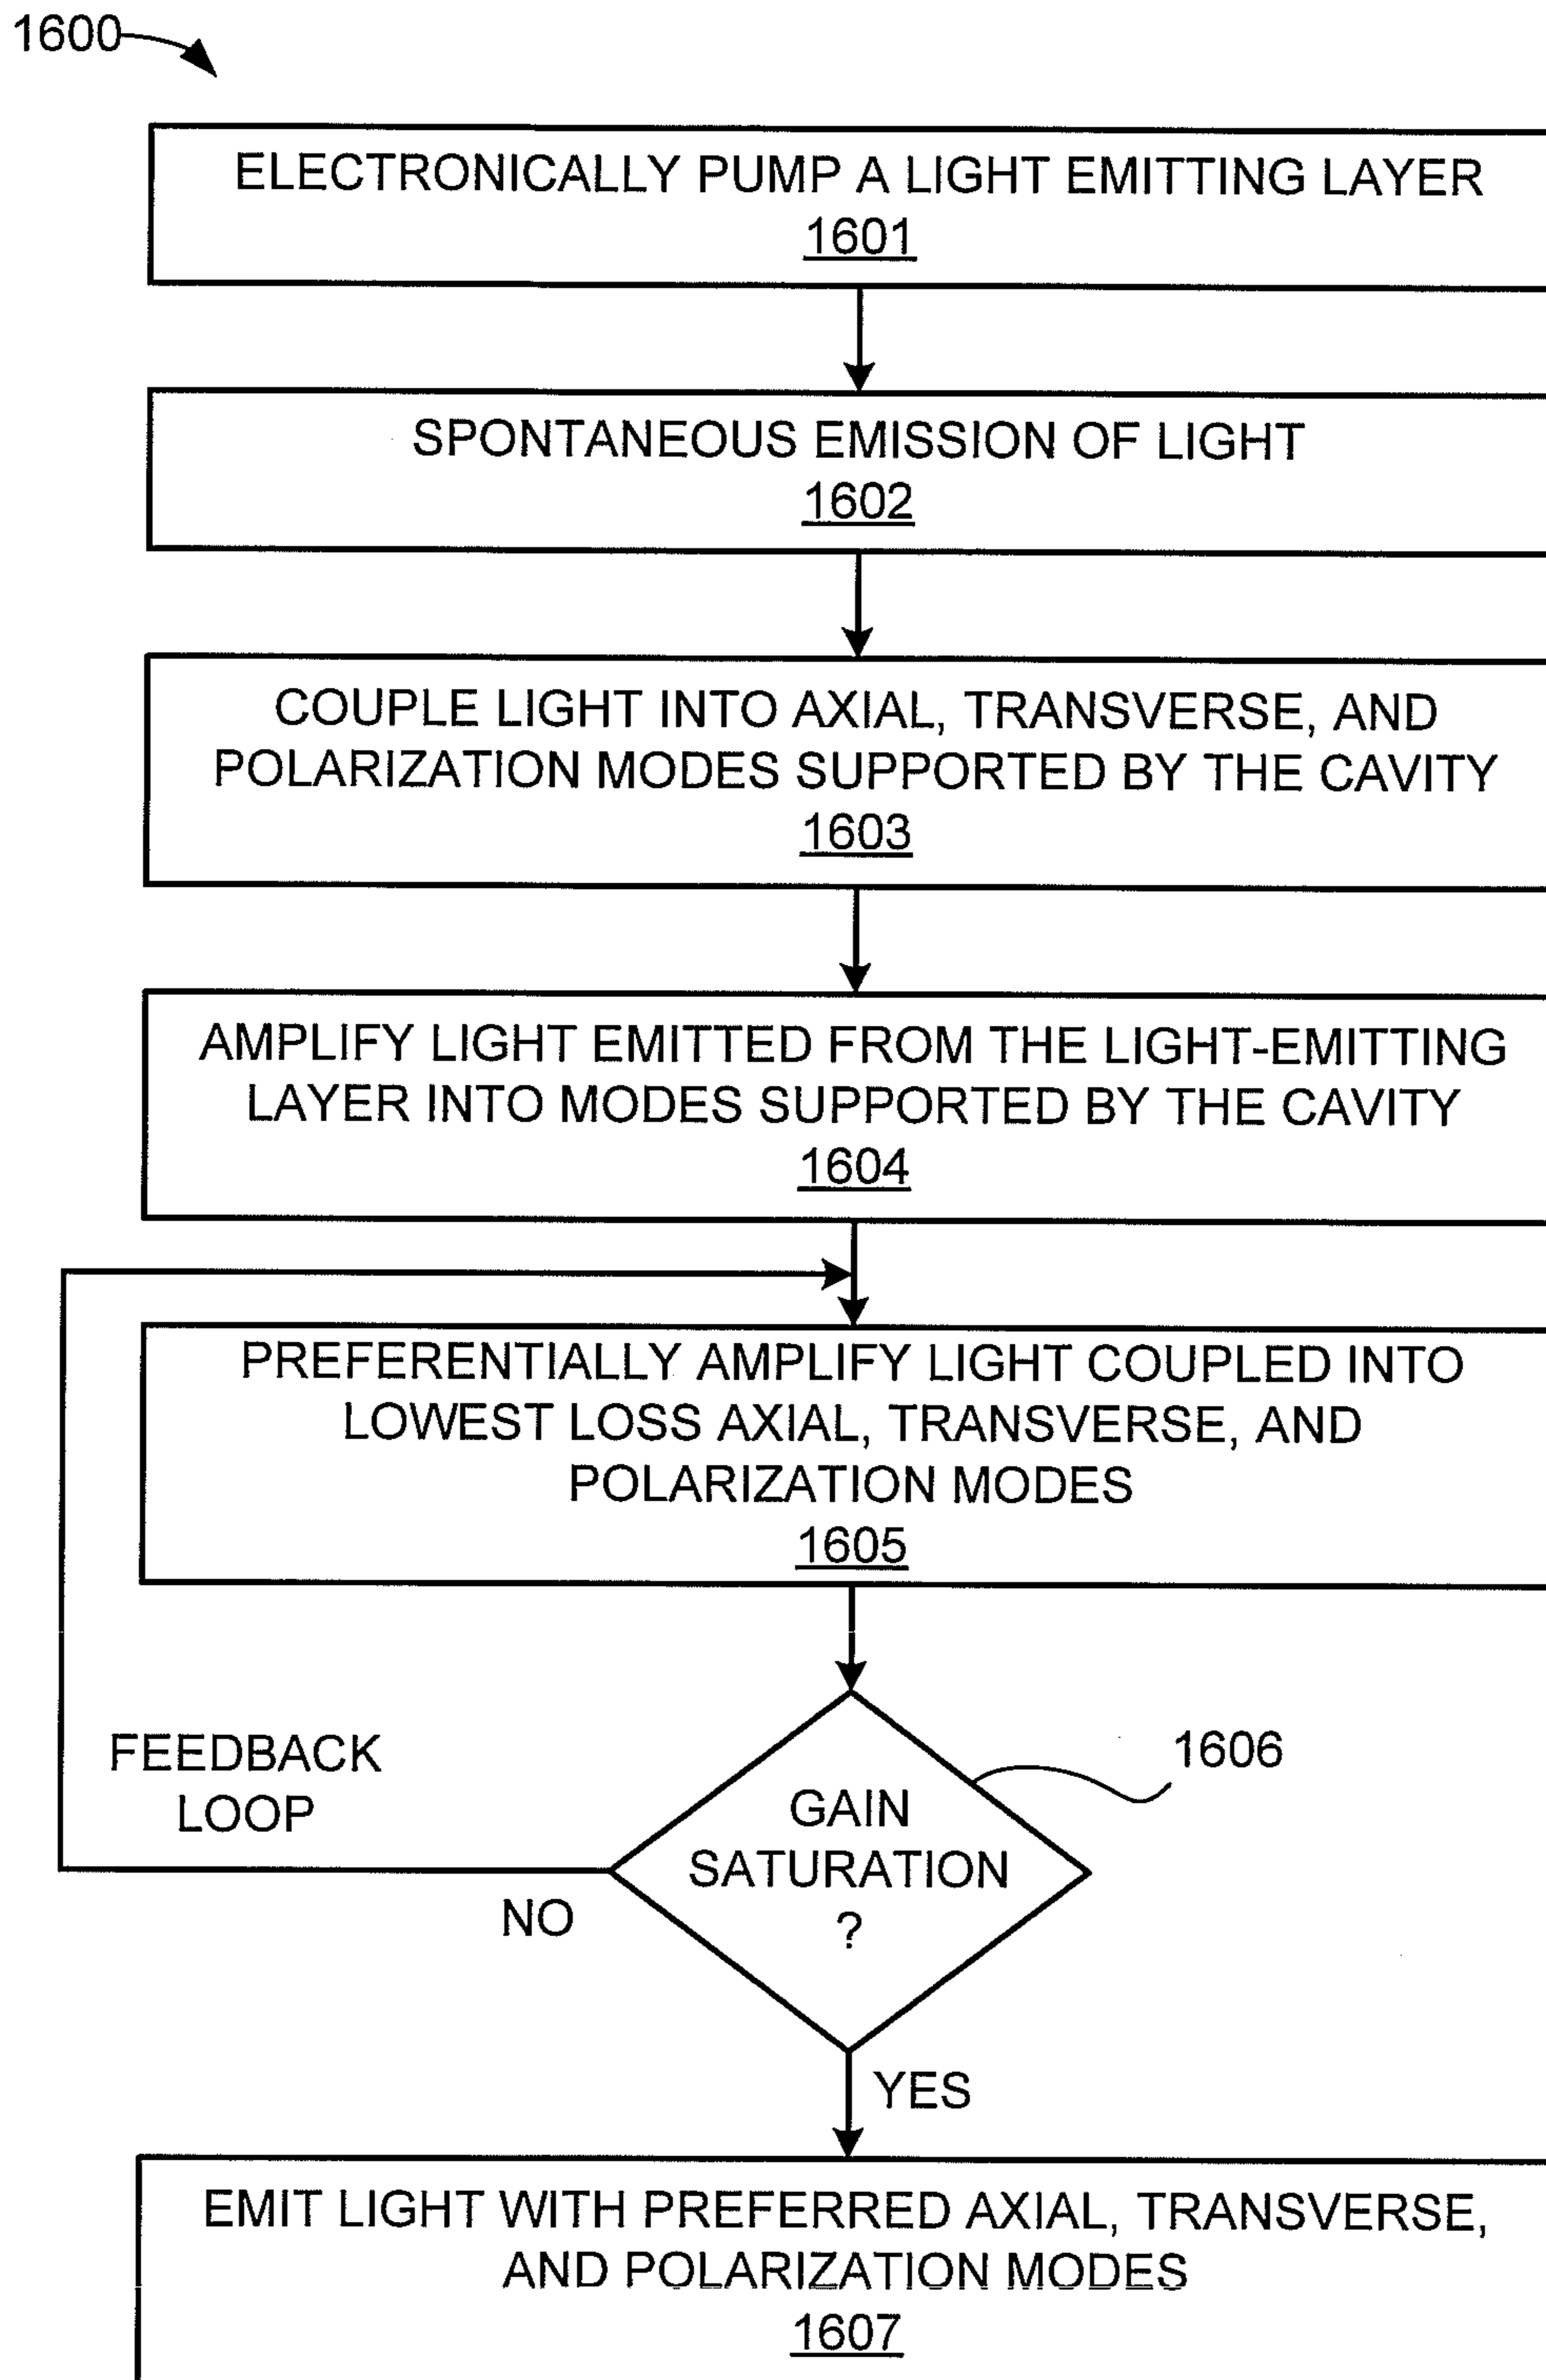 1600
ELECTRONICALLY PUMP A LIGHT EMITTING LAYER
1601
SPONTANEOUS EMISSION OF LIGHT
1602
COUPLE LIGHT INTO AXIAL, TRANSVERSE, AND
POLARIZATION MODES SUPPORTED BY THE CAVITY
1603
AMPLIFY LIGHT EMITTED FROM THE LIGHT-EMITTING
LAYER INTO MODES SUPPORTED BY THE CAVITY
1604
PREFERENTIALLY AMPLIFY LIGHT COUPLED INTO
LOWEST LOSS AXIAL, TRANSVERSE, AND
POLARIZATION MODES
1605
FEEDBACK
LOOP
1606
GAIN
SATURATION
?
NO
YES
EMIT LIGHT WITH PREFERRED AXIAL, TRANSVERSE,
AND POLARIZATION MODES
1607